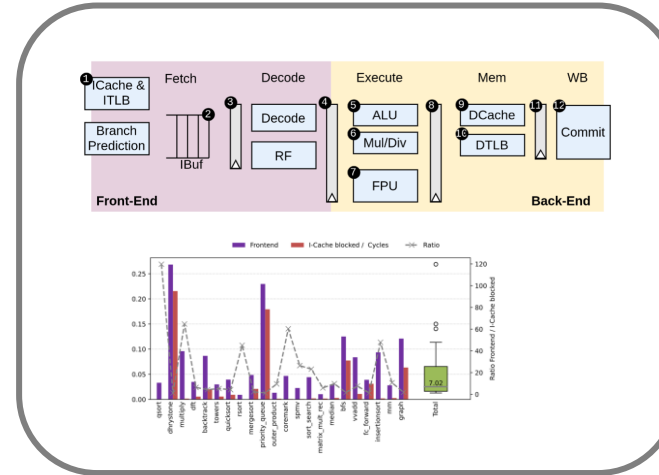 Fetch Decode Execute Mem WB
1 2 3 4 5 6 7 8 9 10 11 12
ICache &
ITLB
Branch
Prediction
IBuf
Decode
RF
ALU
Mul/Div
FPU
DCache
DTLB
Commit
Front-End
Back-End
Frontend I-Cache blocked / Cycles Ratio
0.25
0.20
0.15
0.10
0.05
0.00
120
100
80
60
40
20
0
Ratio Frontend / I-Cache blocked
7.02
qsort
dhrystone
multiply
dft
backtrack
towers
quicksort
rsort
mergesort
priority_queue
outer_product
coremark
spmv
sort_search
matrix_mult_rec
median
bfs
vvadd
fc_forward
insertionsort
mm
graph
Total